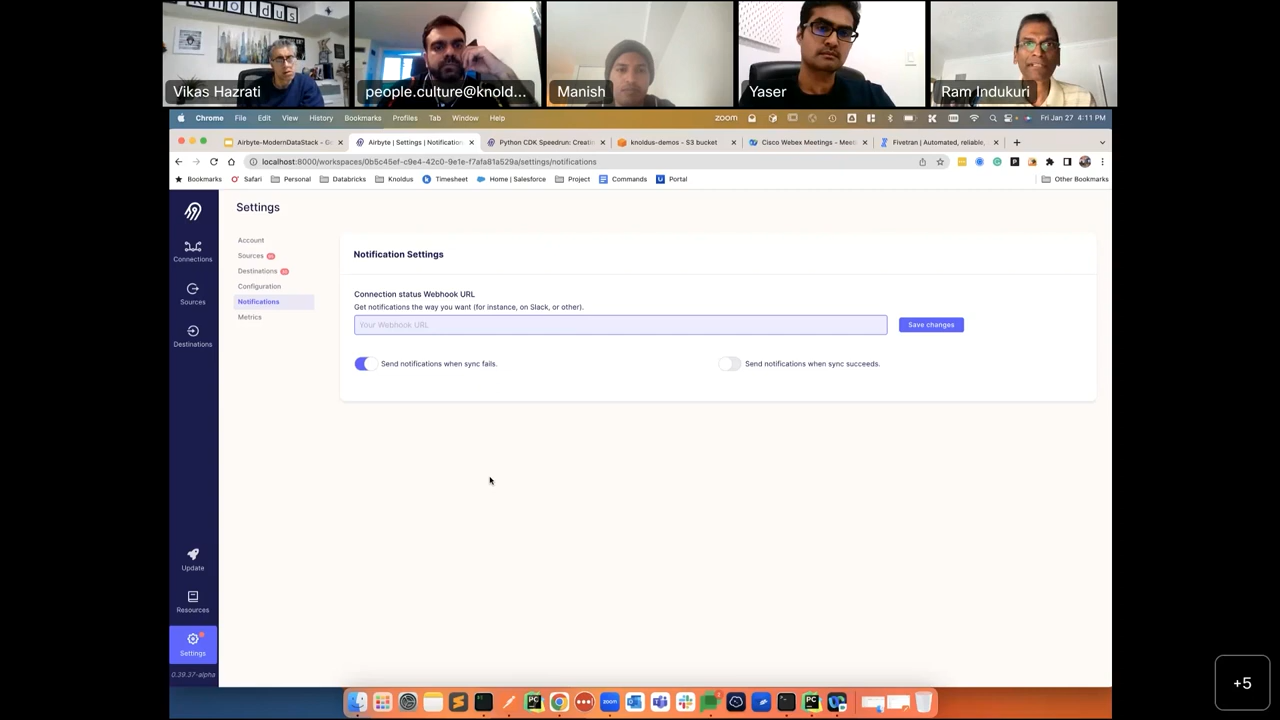 Vikas Hazrati
people.culture@knold...
Manish
Yaser
Ram Indukuri
Chrome File Edit View History Bookmarks Profiles Tab Window Help
zoom
Fri Jan 27 4:11 PM
Airbyte-ModernDataStack - Go
Airbyte | Settings | Notification
Python CDK Speedrun: Creatin
knoldus-demos - S3 bucket
Cisco Webex Meetings - Meeti
Fivetran | Automated, reliable,
localhost:8000/workspaces/0b5c45ef-c9e4-42c0-9e1e-f7afa81a529a/settings/notifications
Bookmarks Safari Personal Databricks Knoldus Timesheet Home | Salesforce Project Commands Portal Other Bookmarks
Settings
Account
Sources
Destinations
Configuration
Notifications
Metrics
Connections
Sources
Destinations
Update
Resources
Settings
0.39.37-alpha
Notification Settings
Connection status Webhook URL
Get notifications the way you want (for instance, on Slack, or other).
Your Webhook URL
Save changes
Send notifications when sync fails.
Send notifications when sync succeeds.
+5